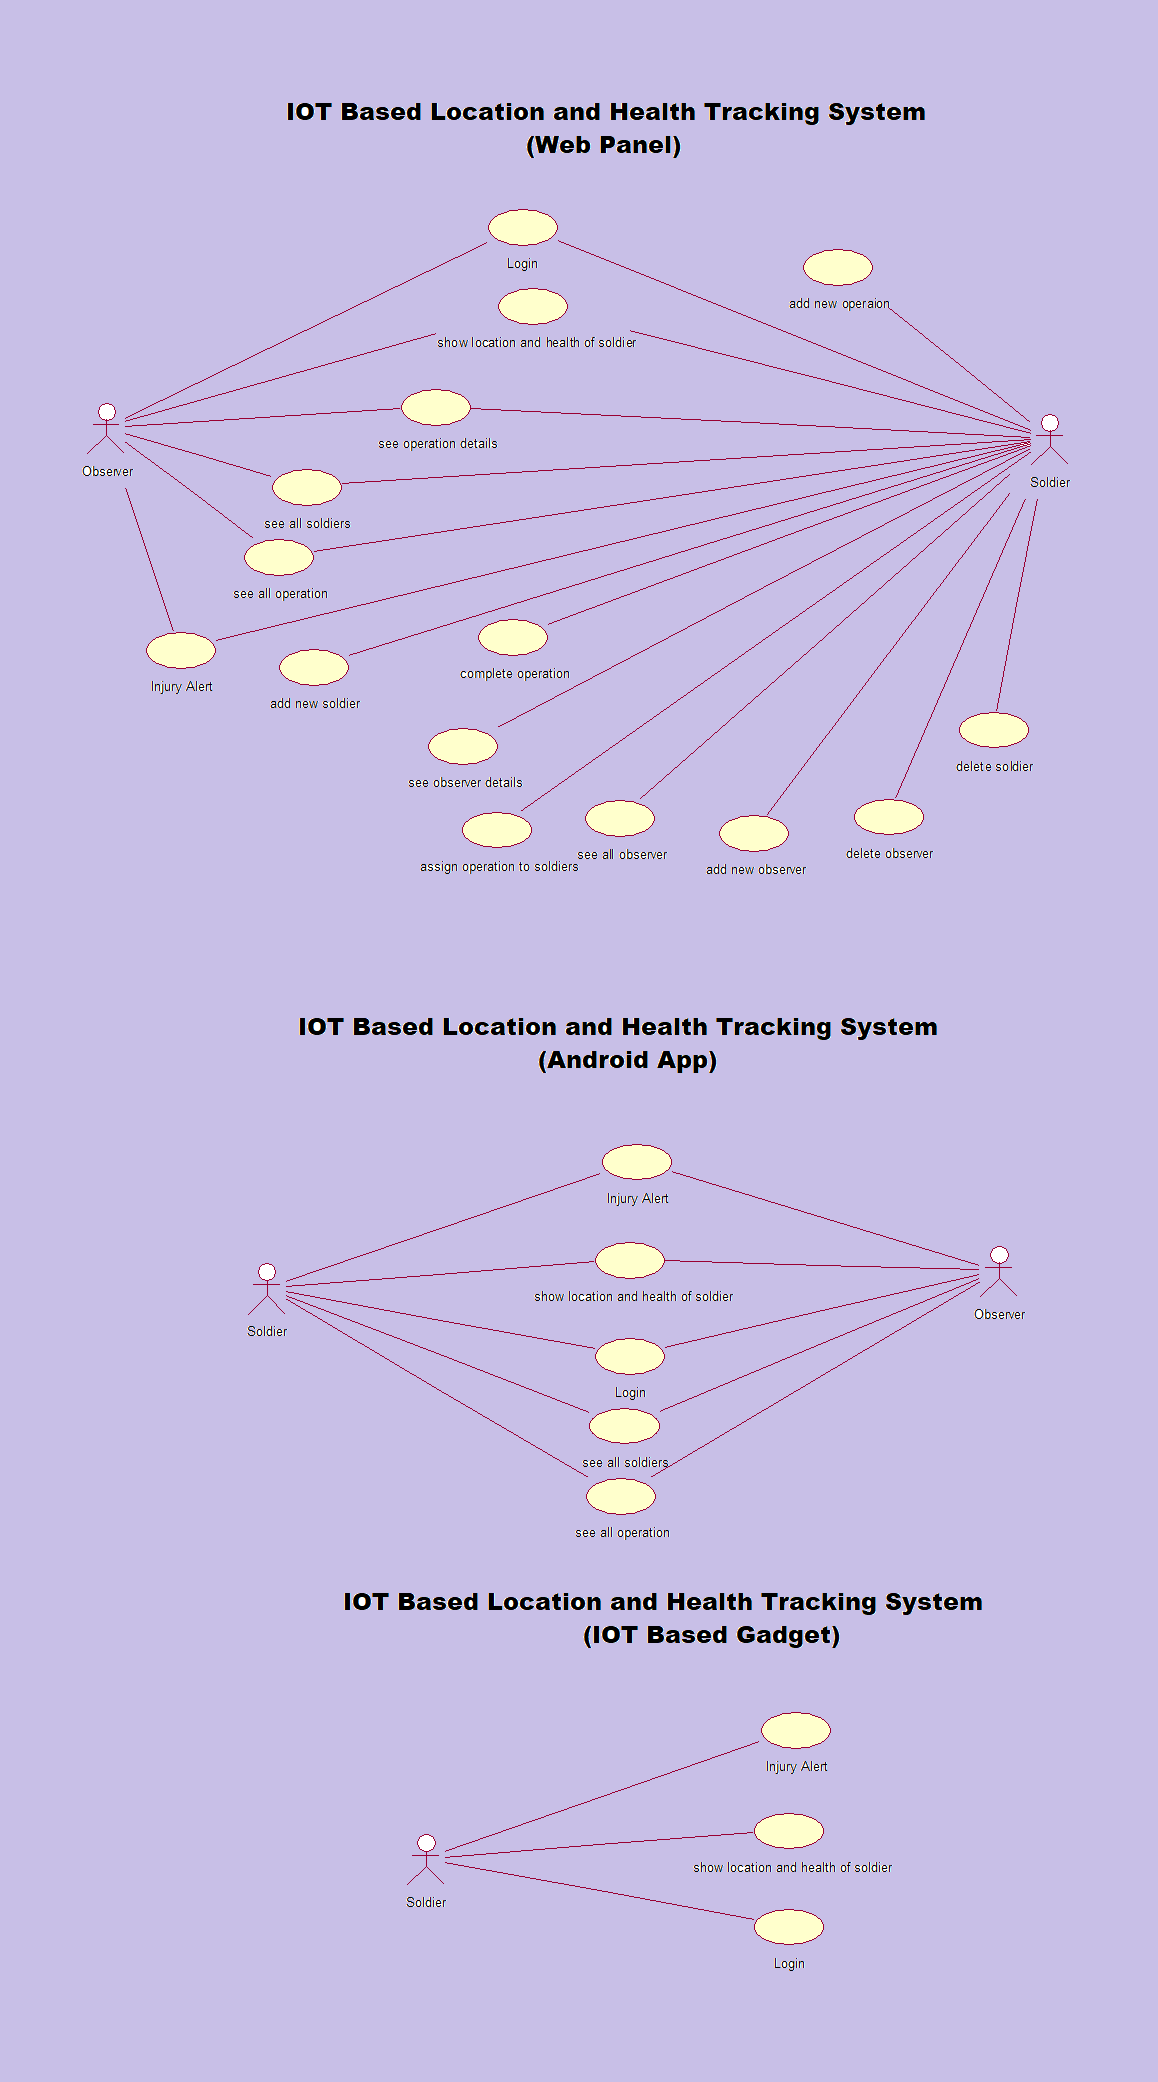 IOT Based Location and Health Tracking System
(Web Panel)
Login
add new operaion
show location and health of soldier
see operation details
Observer
Soldier
see all soldiers
see all operation
complete operation
Injury Alert
add new soldier
delete soldier
see observer details
assign operation to soldiers
see all observer
add new observer
delete observer
IOT Based Location and Health Tracking System
(Android App)
Injury Alert
show location and health of soldier
Soldier
Observer
Login
see all soldiers
see all operation
IOT Based Location and Health Tracking System
(IOT Based Gadget)
Injury Alert
show location and health of soldier
Soldier
Login